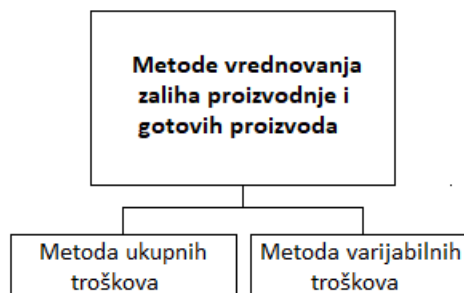 Metode vrednovanja
zaliha proizvodnje i
gotovih proizvoda
Metoda ukupnih
troškova
Metoda varijabilnih
troškova